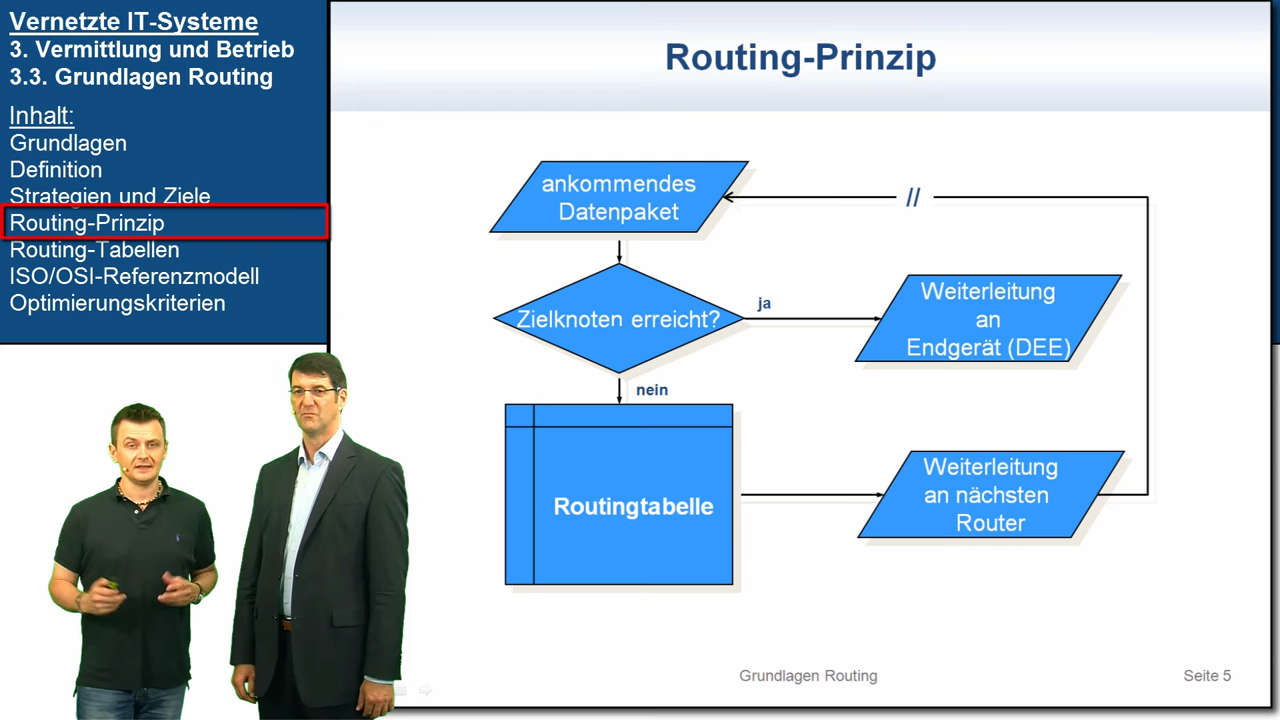 Vernetzte IT-Systeme
3. Vermittlung und Betrieb
3.3. Grundlagen Routing
Inhalt:
Grundlagen
Definition
Strategien und Ziele
Routing-Prinzip
Routing-Tabellen
ISO/OSI-Referenzmodell
Optimierungskriterien
Routing-Prinzip
ankommendes
Datenpaket
//
Zielknoten erreicht?
ja
Weiterleitung
an
Endgerät (DEE)
nein
Routingtabelle
Weiterleitung
an nächsten
Router
Grundlagen Routing
Seite 5